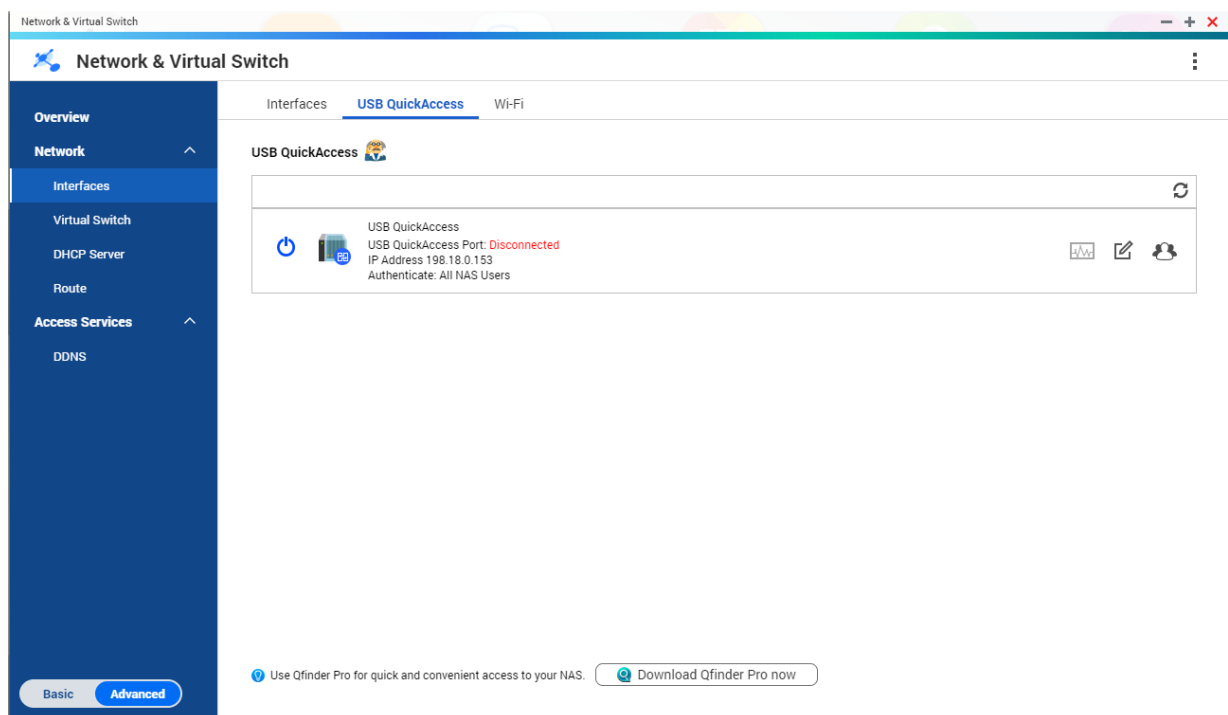 Network & Virtual Switch
Network & Virtual Switch
Overview
Network
Interfaces
Virtual Switch
DHCP Server
Route
Access Services
DDNS
Basic Advanced
Interfaces USB QuickAccess Wi-Fi
USB QuickAccess
USB QuickAccess
USB QuickAccess Port: Disconnected
IP Address 198.18.0.153
Authenticate: All NAS Users
Use Qfinder Pro for quick and convenient access to your NAS. Download Qfinder Pro now